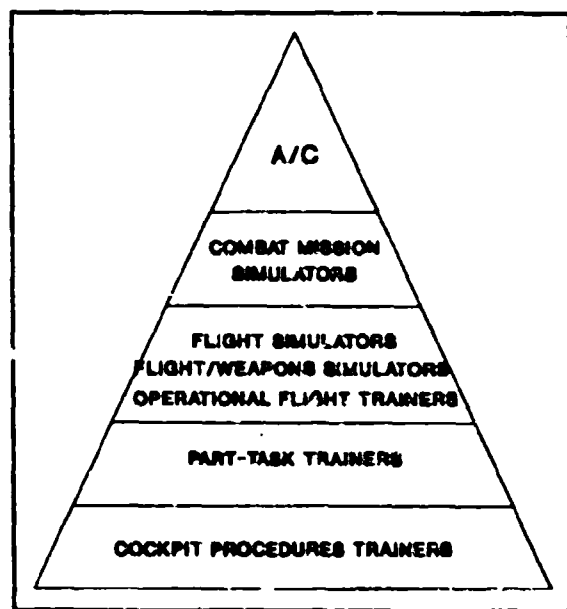 A/C
COMBAT MISSION
SIMULATORS
FLIGHT SIMULATORS
FLIGHT/WEAPONS SIMULATORS
OPERATIONAL FLIGHT TRAINERS
PART-TASK TRAINERS
COCKPIT PROCEDURES TRAINERS